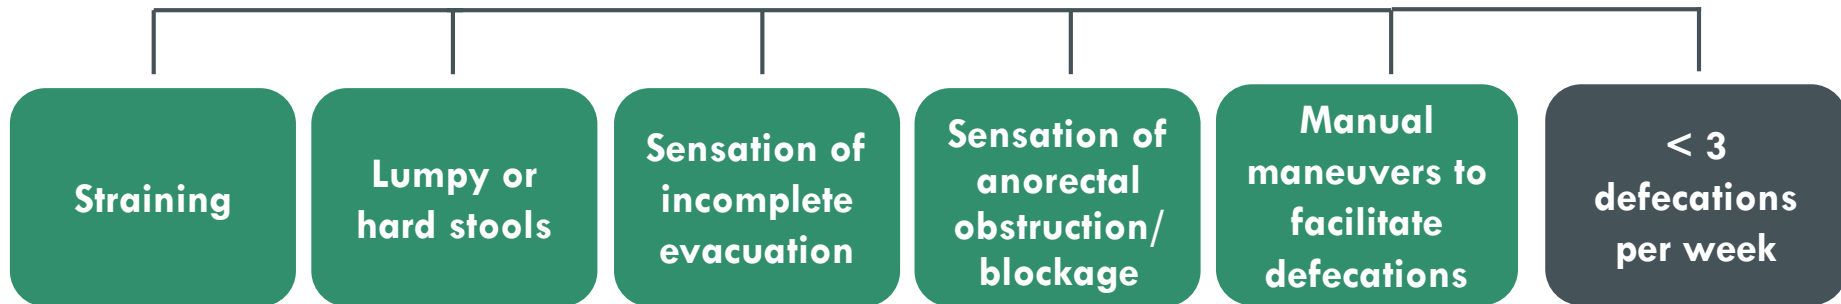 Straining
Lumpy or
hard stools
Sensation of
incomplete
evacuation
Sensation of
anorectal
obstruction/
blockage
Manual
maneuvers to
facilitate
defecations
< 3
defecations
per week